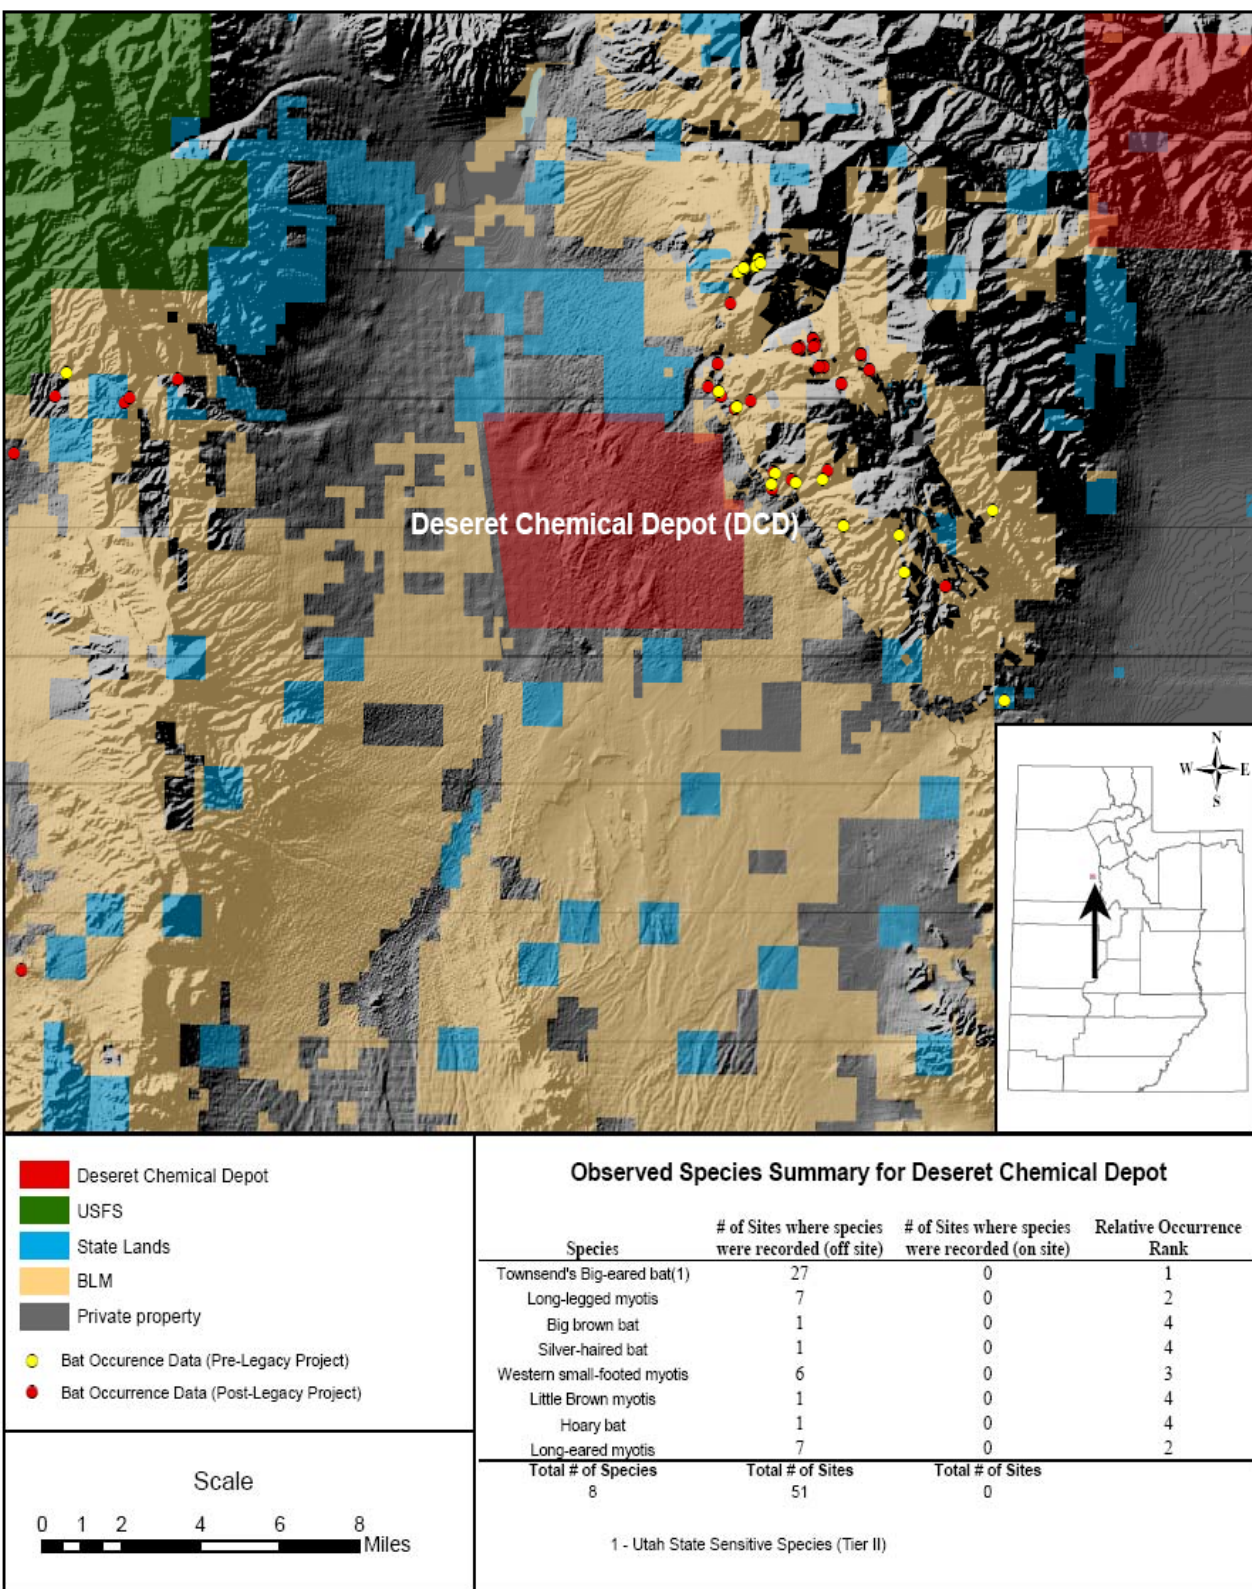 Deseret Chemical Depot (DCD)
N
W E
S
Deseret Chemical Depot
USFS
State Lands
BLM
Private property
Bat Occurence Data (Pre-Legacy Project)
Bat Occurrence Data (Post-Legacy Project)
Scale
0 1 2 4 6 8
Miles
Observed Species Summary for Deseret Chemical Depot
# of Sites where species # of Sites where species Relative Occurrence
Species were recorded (off site) were recorded (on site) Rank
Townsend's Big-eared bat(1) 27 0 1
Long-legged myotis 7 0 2
Big brown bat 1 0 4
Silver-haired bat 1 0 4
Western small-footed myotis 6 0 3
Little Brown myotis 1 0 4
Hoary bat 1 0 4
Long-eared myotis 7 0 2
Total # of Species Total # of Sites Total # of Sites
8 51 0
1 - Utah State Sensitive Species (Tier II)